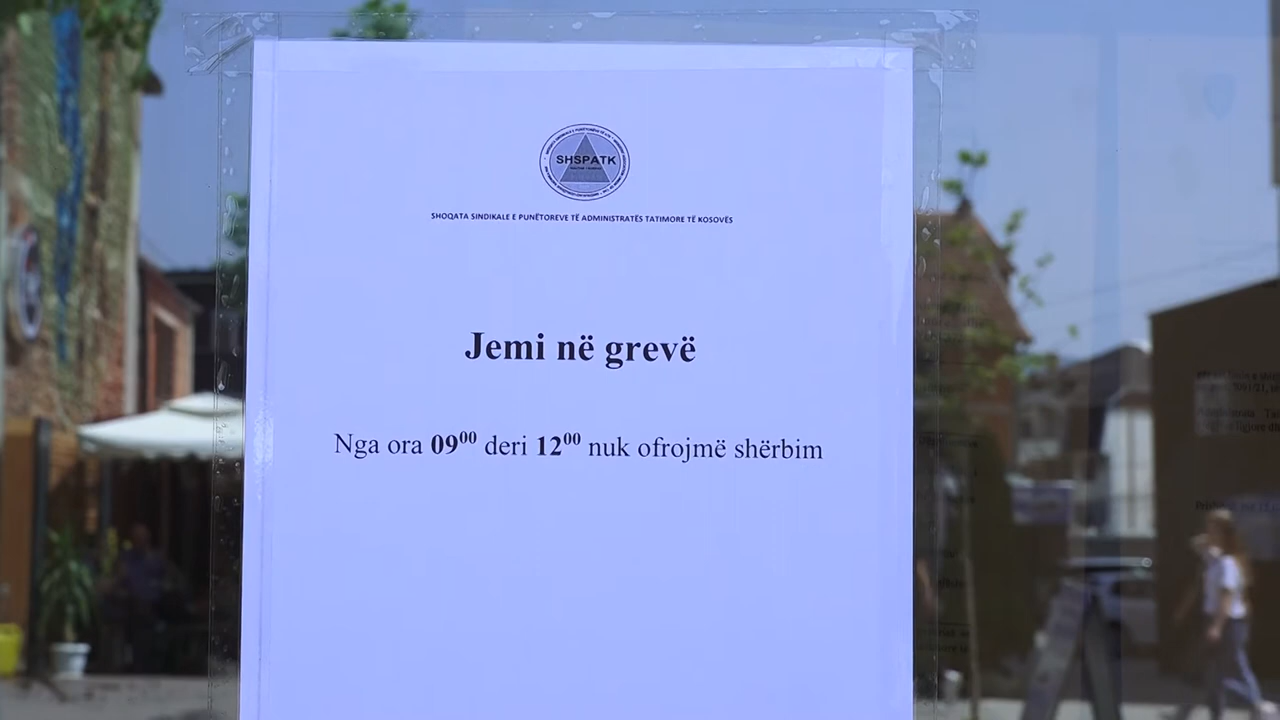 SHSPATK
SHOQATA SINDIKALE E PUNËTOREVE TË ADMINISTRATËS TATIMORE TË KOSOVËS
Jemi në grevë
Nga ora 09⁰⁰ deri 12⁰⁰ nuk ofrojmë shërbim